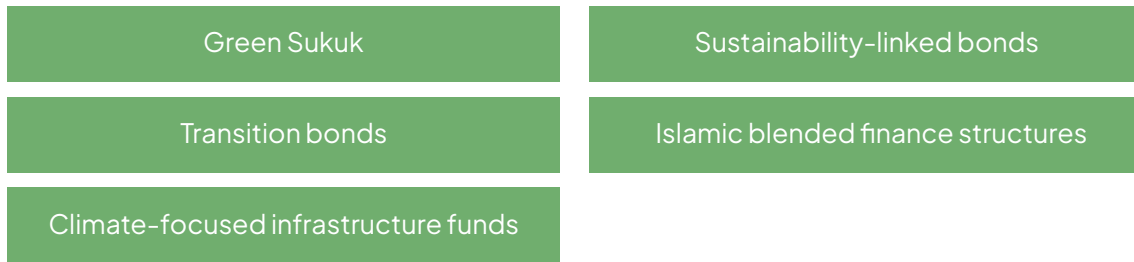 Green Sukuk
Sustainability-linked bonds
Transition bonds
Islamic blended finance structures
Climate-focused infrastructure funds